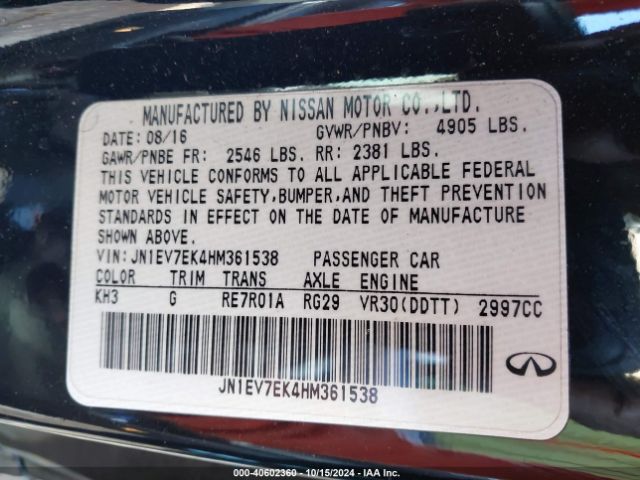 MANUFACTURED BY NISSAN MOTOR CO.,LTD.
DATE: 08/16 GVWR/PNBV: 4905 LBS.
GAWR/PNBE FR: 2546 LBS. RR: 2381 LBS.
THIS VEHICLE CONFORMS TO ALL APPLICABLE FEDERAL
MOTOR VEHICLE SAFETY,BUMPER,AND THEFT PREVENTION
STANDARDS IN EFFECT ON THE DATE OF MANUFACTURE
SHOWN ABOVE.
VIN: JN1EV7EK4HM361538 PASSENGER CAR
COLOR TRIM TRANS AXLE ENGINE
KH3 G RE7R01A RG29 VR30(DDTT) 2997CC
JN1EV7EK4HM361538
000-40602360 - 10/15/2024 - IAA Inc.